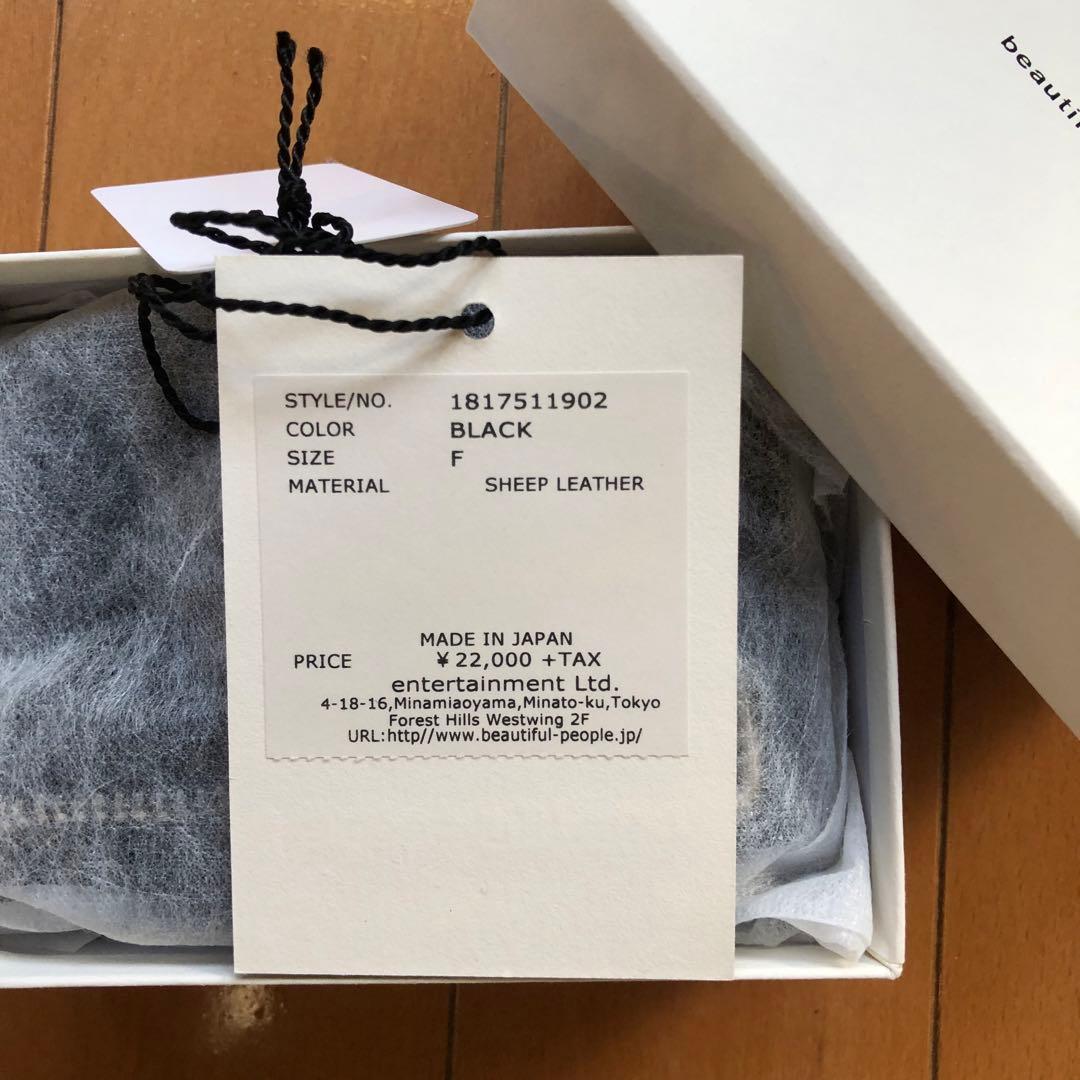 beauti
STYLE/NO. 1817511902
COLOR BLACK
SIZE F
MATERIAL SHEEP LEATHER
MADE IN JAPAN
PRICE ¥22,000 +TAX
entertainment Ltd.
4-18-16,Minamiaoyama,Minato-ku,Tokyo
Forest Hills Westwing 2F
URL:http//www.beautiful-people.jp/